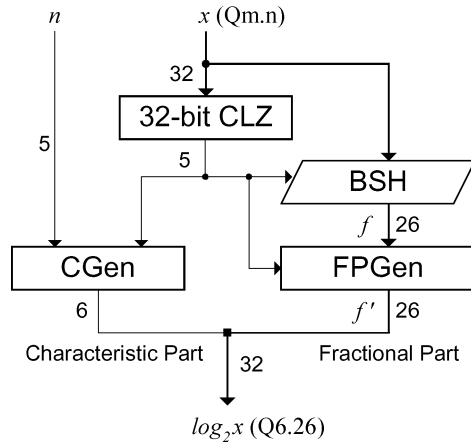 n
x (Qm.n)
32
32-bit CLZ
5
5
BSH
f
26
CGen
FPGen
6
f'
26
Characteristic Part
32
Fractional Part
log2x (Q6.26)